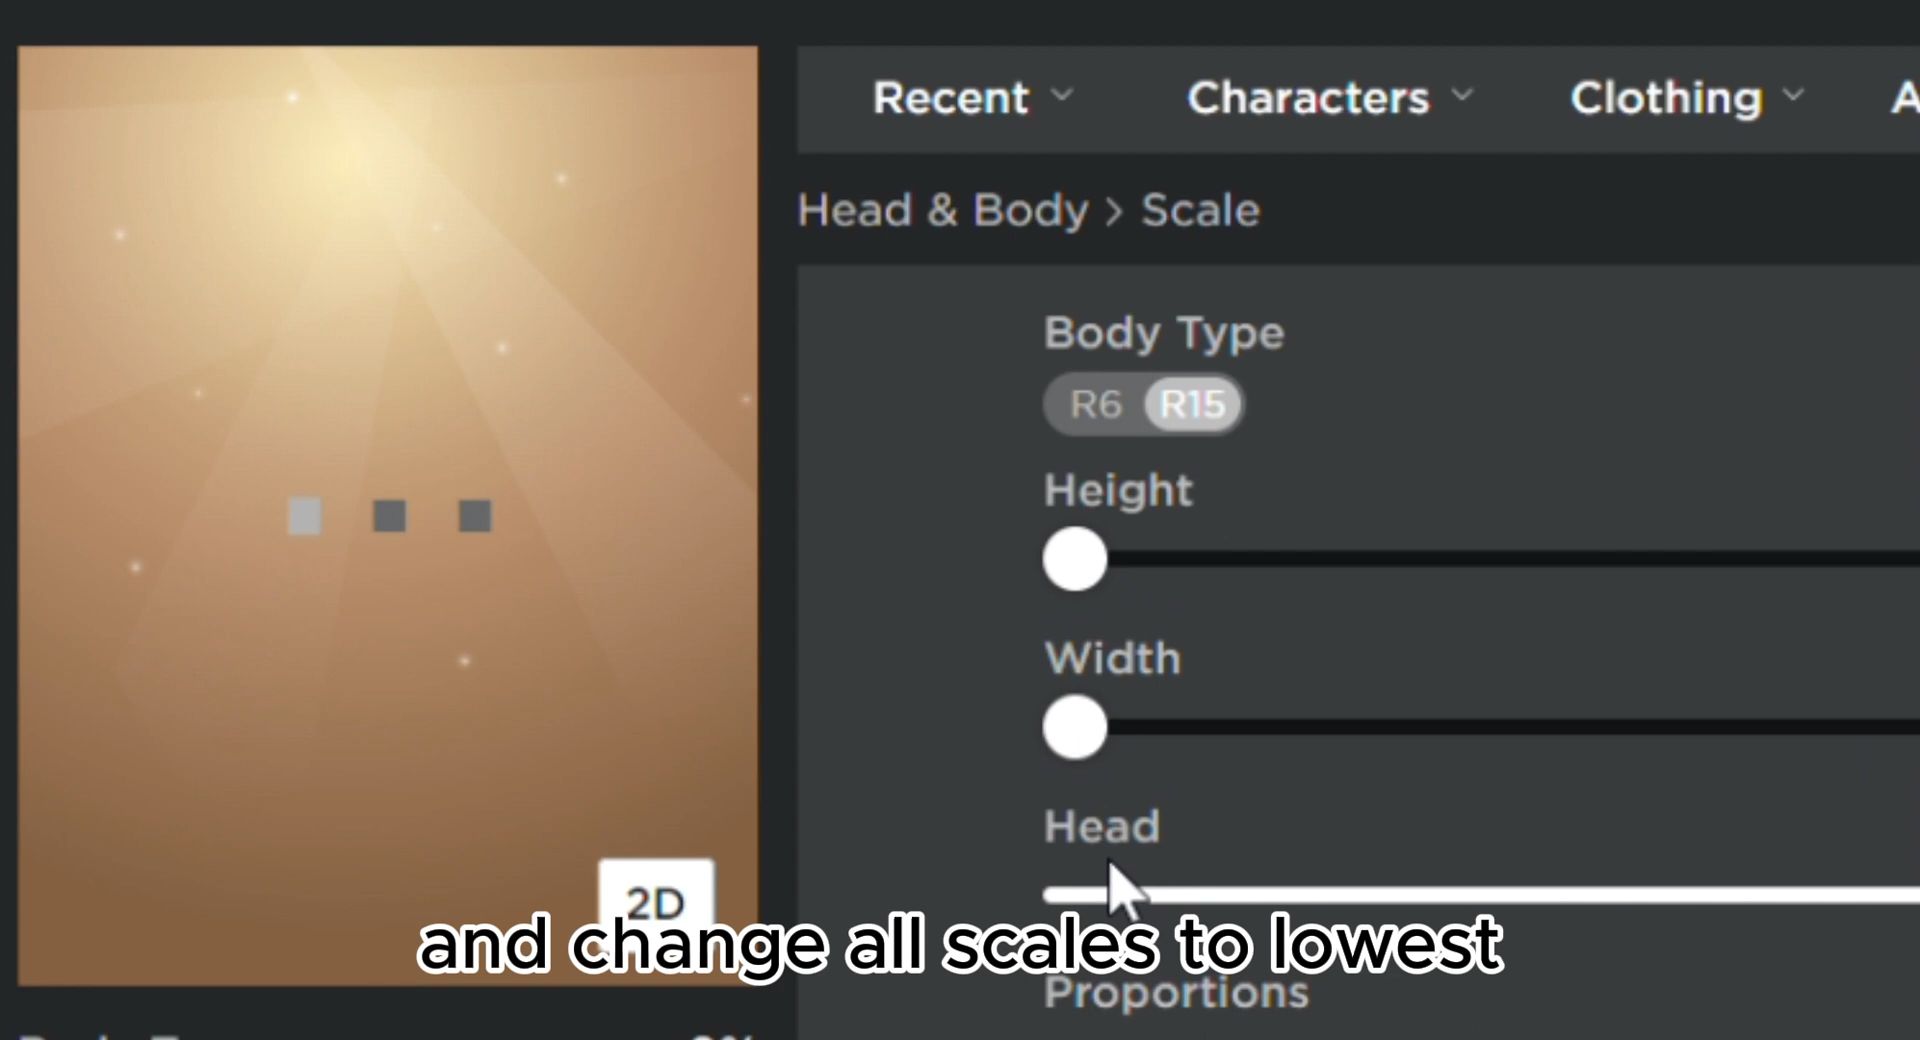 Recent
Characters
Clothing
Head & Body > Scale
Body Type
R6 R15
Height
Width
Head
2D
and change all scales to lowest
Proportions